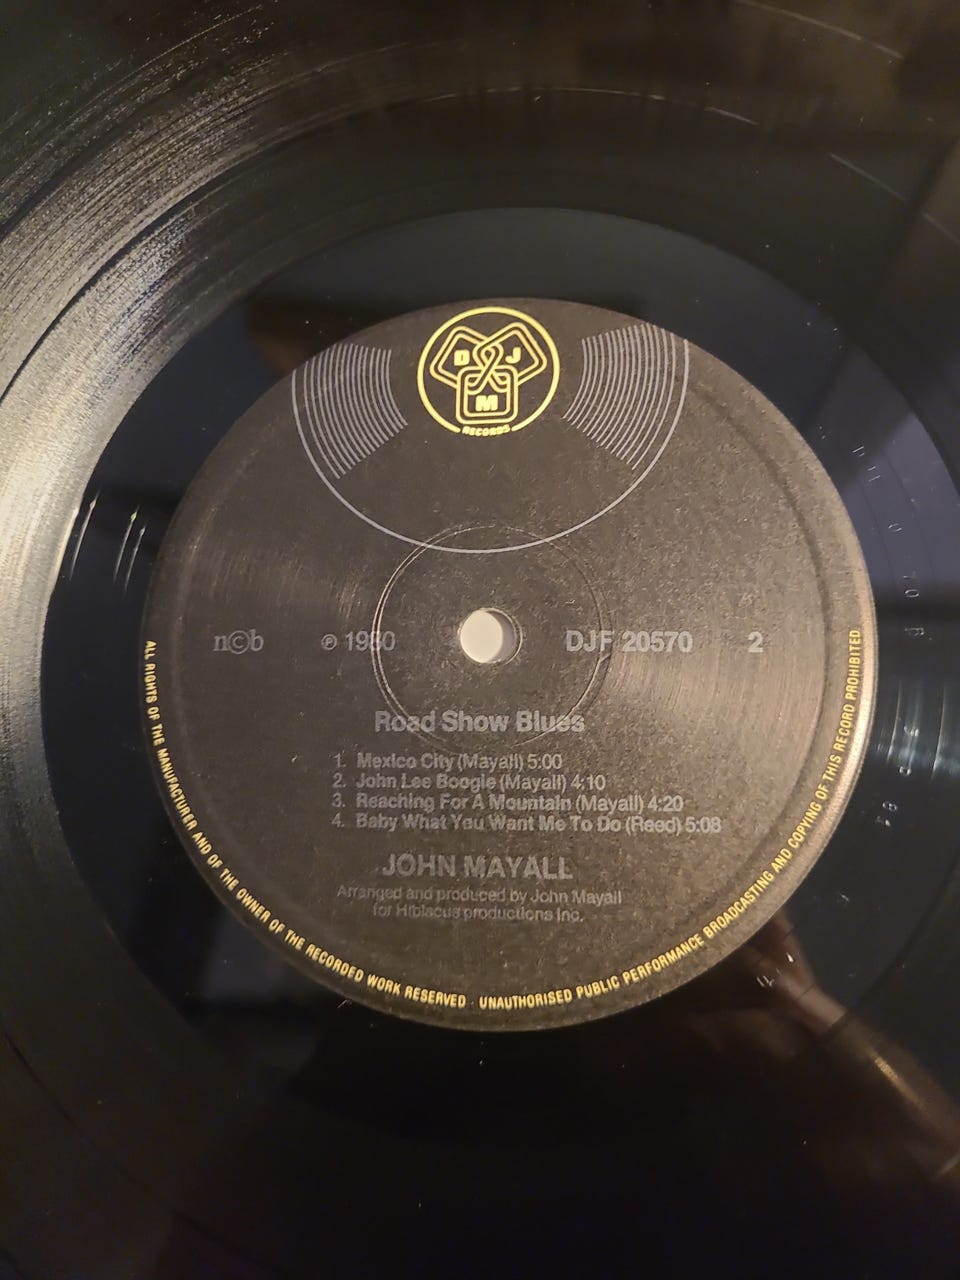 D J
M
RECORDS
n©b ℗ 1980 DJF 20570 2
Road Show Blues
1. Mexico City (Mayall) 5:00
2. John Lee Boogie (Mayall) 4:10
3. Reaching For A Mountain (Mayall) 4:20
4. Baby What You Want Me To Do (Reed) 5:08
JOHN MAYALL
Arranged and produced by John Mayall
for Hibiscus productions Inc.
ALL RIGHTS OF THE MANUFACTURER AND OF THE OWNER OF THE RECORDED WORK RESERVED · UNAUTHORISED PUBLIC PERFORMANCE BROADCASTING AND COPYING OF THIS RECORD PROHIBITED